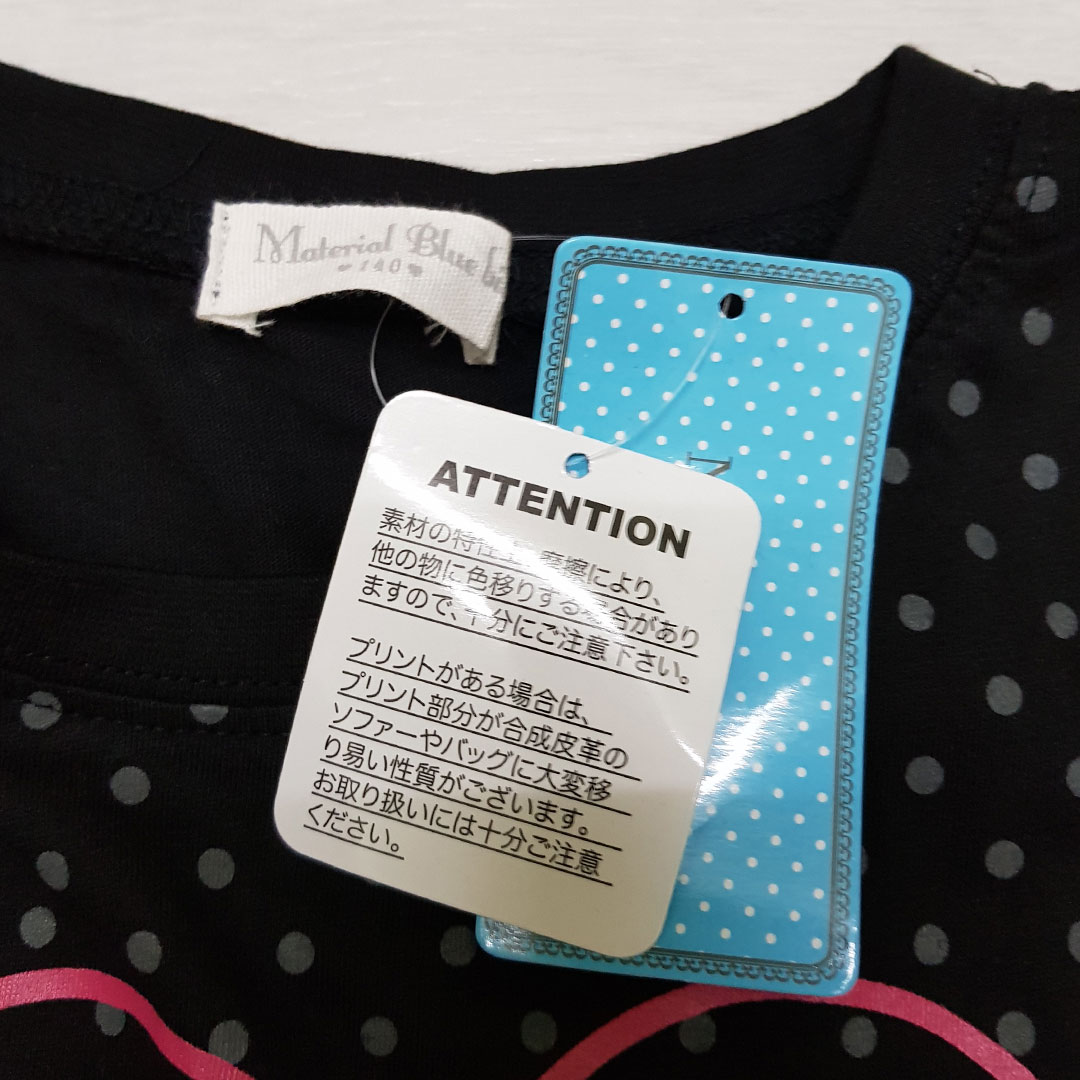 Material Blue
140
N
ATTENTION
素材の特性上、摩擦により、
他の物に色移りする場合があり
ますので、十分にご注意下さい。
プリントがある場合は、
プリント部分が合成皮革の
ソファーやバッグに大変移
り易い性質がございます。
お取り扱いには十分ご注意
ください。